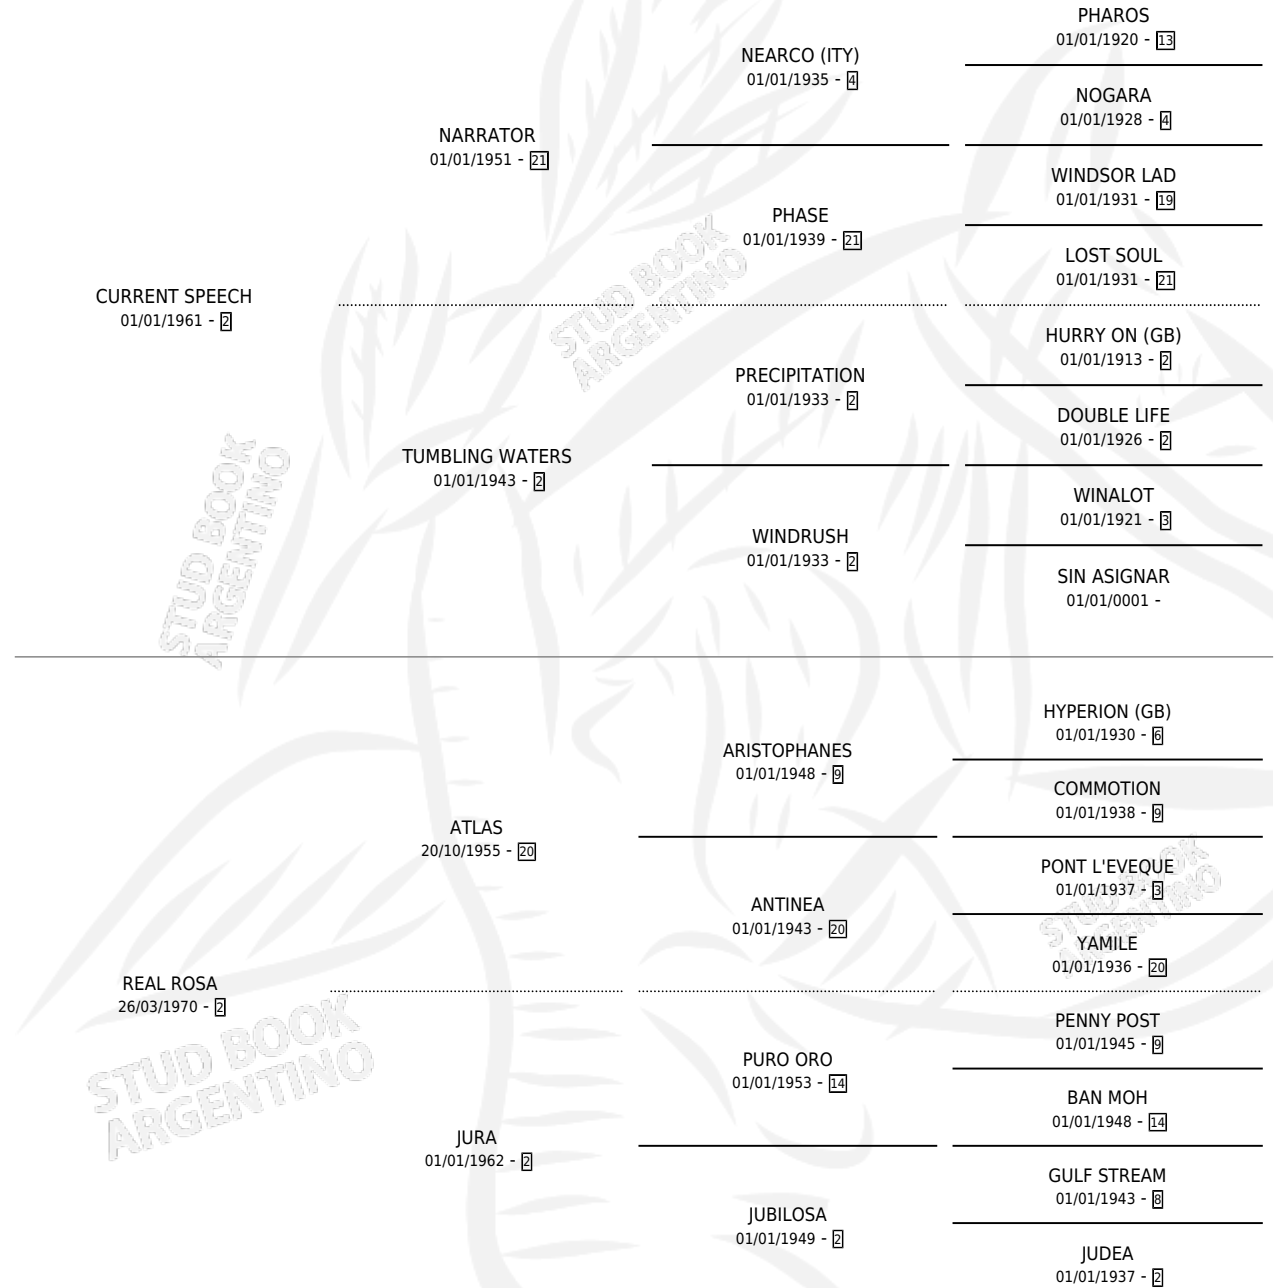 PHAROS
01/01/1920 - 13
NEARCO (ITY)
01/01/1935 - 4
NOGARA
01/01/1928 - 4
NARRATOR
01/01/1951 - 21
WINDSOR LAD
01/01/1931 - 19
PHASE
01/01/1939 - 21
LOST SOUL
01/01/1931 - 21
CURRENT SPEECH
01/01/1961 - 2
HURRY ON (GB)
01/01/1913 - 2
PRECIPITATION
01/01/1933 - 2
DOUBLE LIFE
01/01/1926 - 2
TUMBLING WATERS
01/01/1943 - 2
WINALOT
01/01/1921 - 3
WINDRUSH
01/01/1933 - 2
SIN ASIGNAR
01/01/0001 -
HYPERION (GB)
01/01/1930 - 6
ARISTOPHANES
01/01/1948 - 9
COMMOTION
01/01/1938 - 9
ATLAS
20/10/1955 - 20
PONT L'EVEQUE
01/01/1937 - 3
ANTINEA
01/01/1943 - 20
YAMILE
01/01/1936 - 20
REAL ROSA
26/03/1970 - 2
PENNY POST
01/01/1945 - 9
PURO ORO
01/01/1953 - 14
BAN MOH
01/01/1948 - 14
JURA
01/01/1962 - 2
GULF STREAM
01/01/1943 - 8
JUBILOSA
01/01/1949 - 2
JUDEA
01/01/1937 - 2
STUD BOOK
ARGENTINO
STUD BOOK
ARGENTINO
STUD BOOK
ARGENTINO
STUD BOOK
ARGENTINO